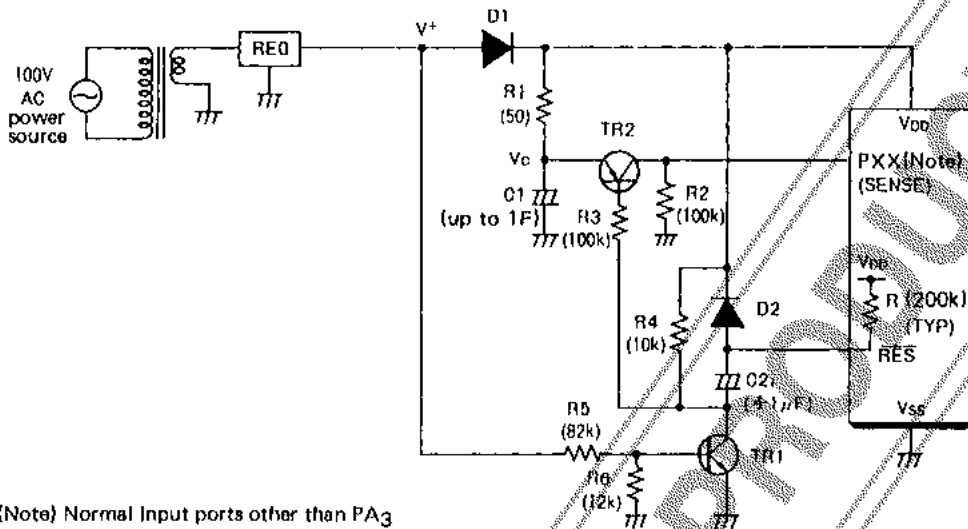 100V
AC
power
source
REG
V+
D1
R1
(50)
TR2
Vc
C1
(up to 1F)
R3
(100k)
R2
(100k)
VDD
PXX(Note)
(SENSE)
VDD
R (200k)
(TYP)
RES
R4
(10k)
D2
C2
R5
(82k)
R6
(12k)
TR1
VSS
(Note) Normal Input ports other than PA3